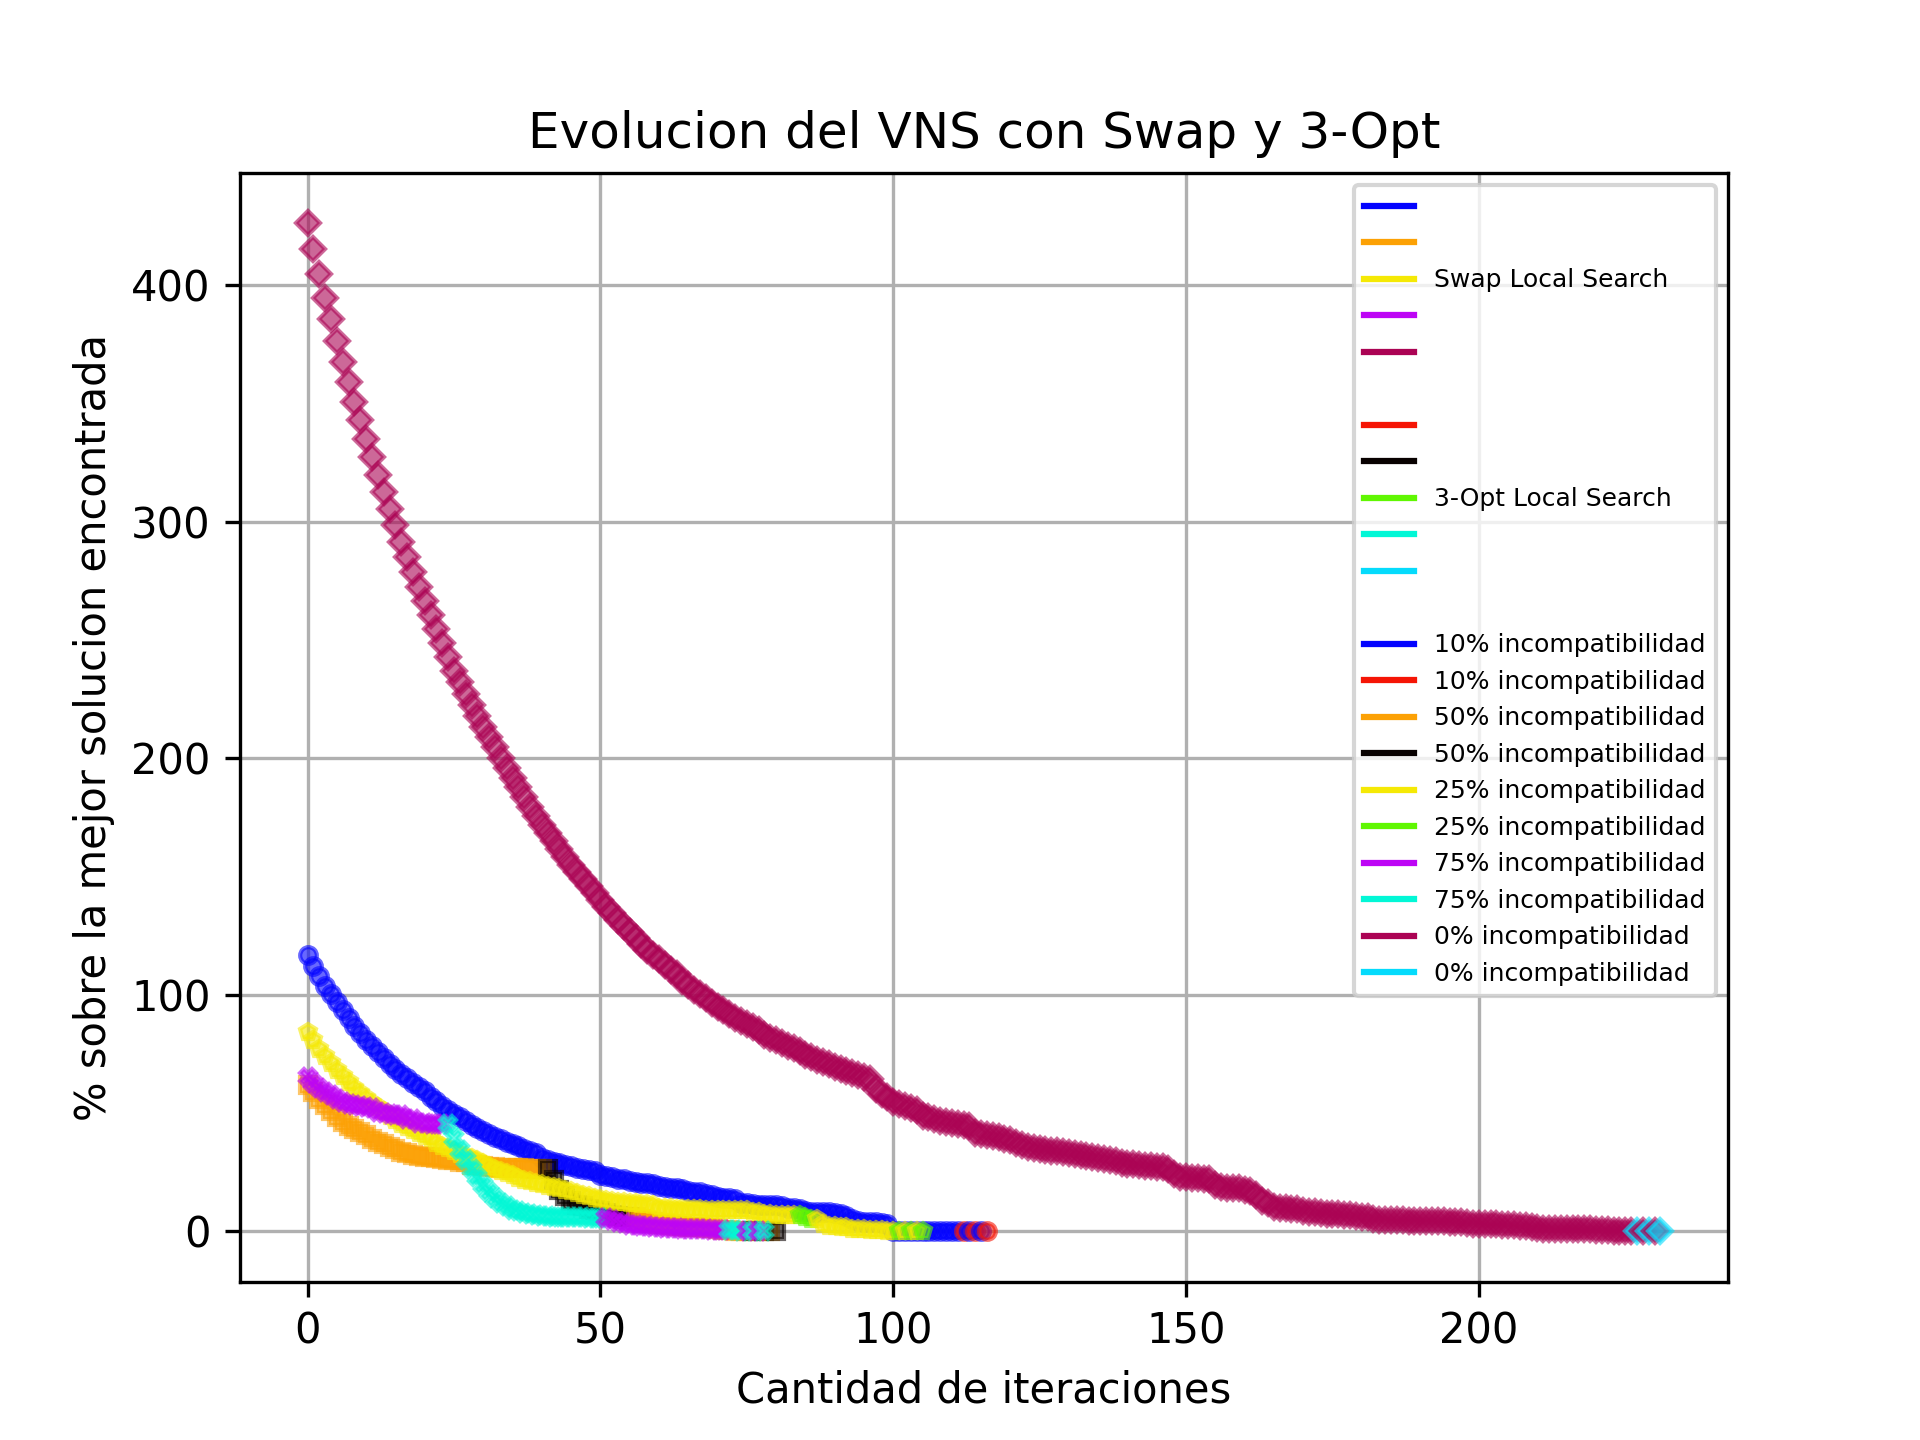 Evolucion del VNS con Swap y 3-Opt
% sobre la mejor solucion encontrada
400
300
200
100
0
Swap Local Search
3-Opt Local Search
10% incompatibilidad
10% incompatibilidad
50% incompatibilidad
50% incompatibilidad
25% incompatibilidad
25% incompatibilidad
75% incompatibilidad
75% incompatibilidad
0% incompatibilidad
0% incompatibilidad
0 50 100 150 200
Cantidad de iteraciones